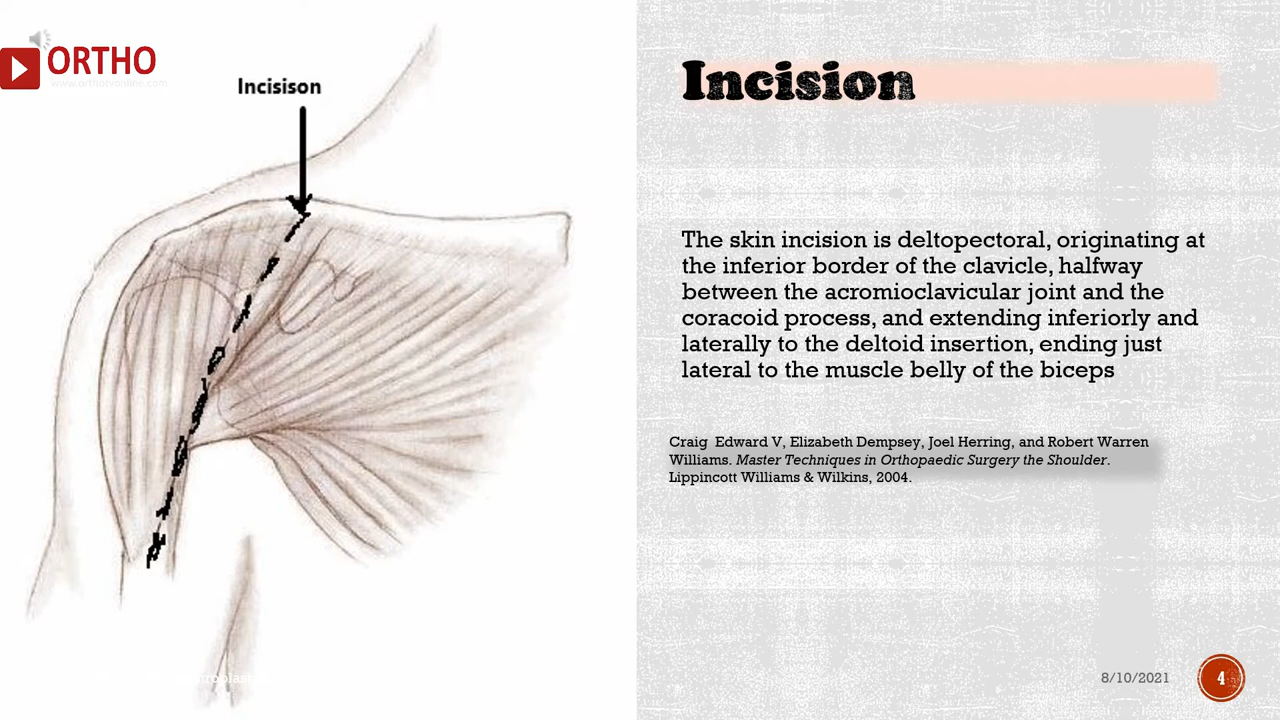 ORTHO
Incisison
Incision
The skin incision is deltopectoral, originating at
the inferior border of the clavicle, halfway
between the acromioclavicular joint and the
coracoid process, and extending inferiorly and
laterally to the deltoid insertion, ending just
lateral to the muscle belly of the biceps
Craig Edward V, Elizabeth Dempsey, Joel Herring, and Robert Warren
Williams. Master Techniques in Orthopaedic Surgery the Shoulder.
Lippincott Williams & Wilkins, 2004.
8/10/2021
4